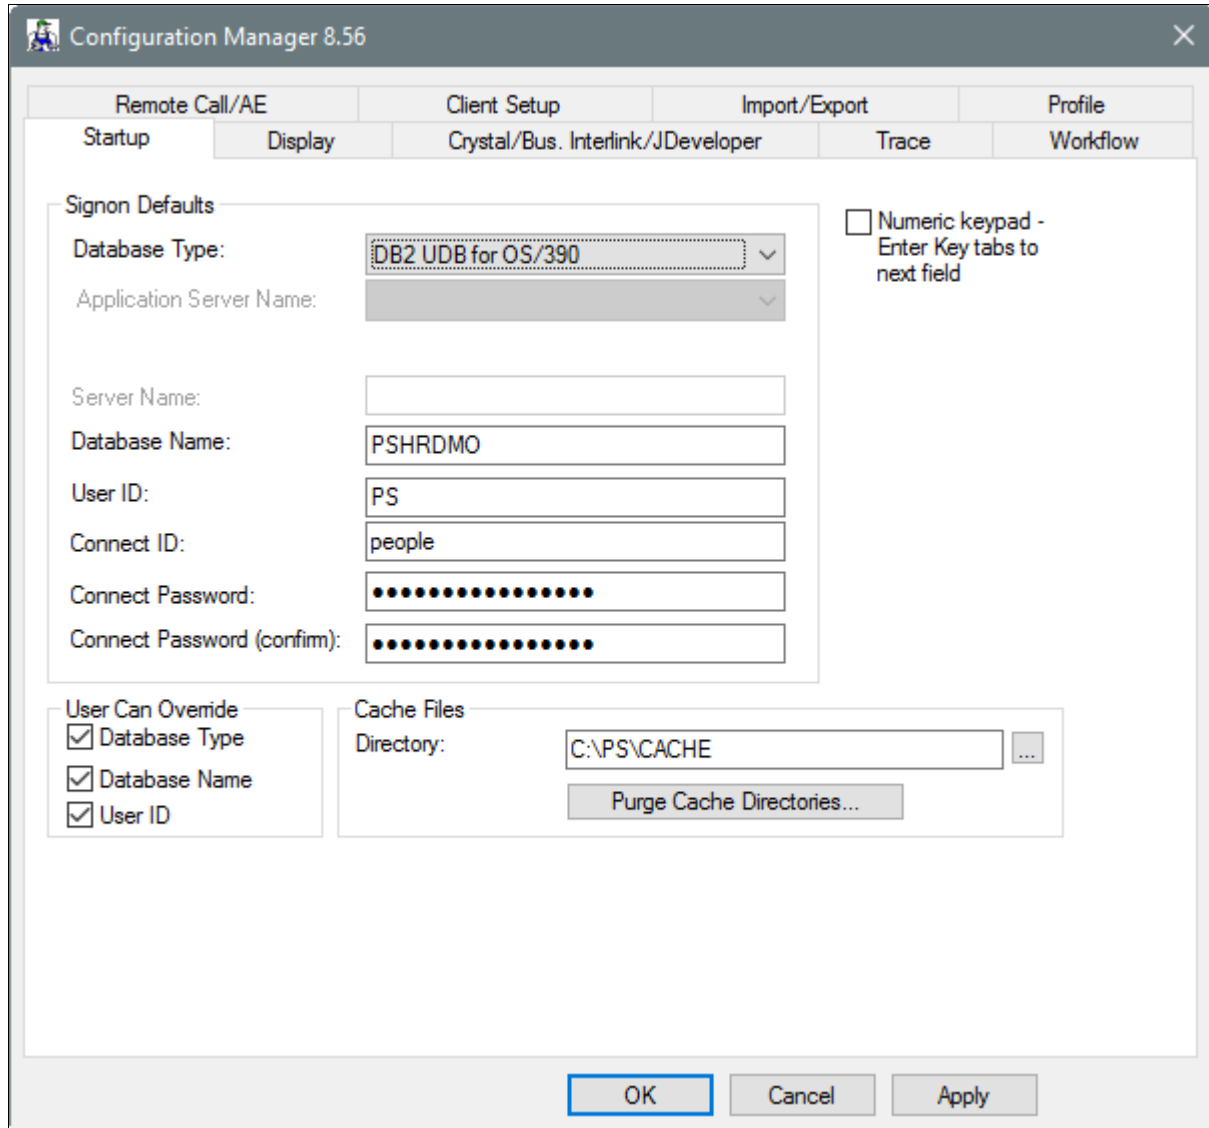 Configuration Manager 8.56
Remote Call/AE Client Setup Import/Export Profile
Startup Display Crystal/Bus. Interlink/JDeveloper Trace Workflow
Signon Defaults
Database Type: DB2 UDB for OS/390
Application Server Name:
Server Name:
Database Name: PSHRDMO
User ID: PS
Connect ID: people
Connect Password: ••••••••••••••••
Connect Password (confirm): ••••••••••••••••
Numeric keypad -
Enter Key tabs to
next field
User Can Override
Database Type
Database Name
User ID
Cache Files
Directory: C:\PS\CACHE ...
Purge Cache Directories...
OK Cancel Apply